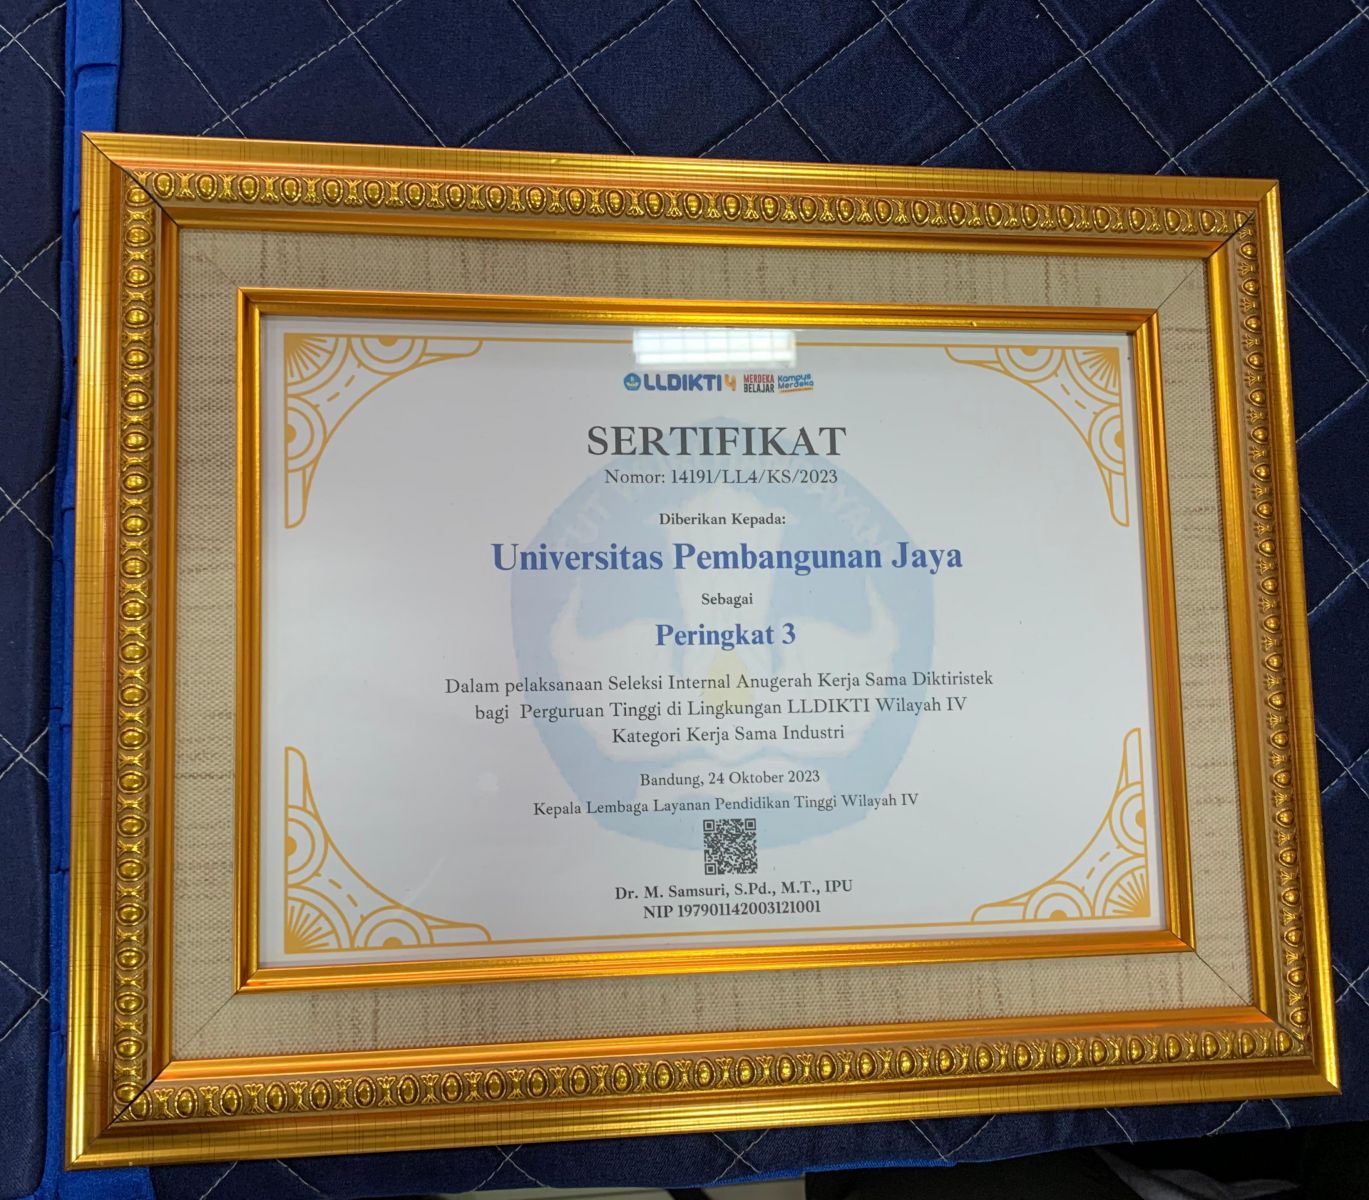 LLDIKTI 4 MERDEKA BELAJAR Kampus Merdeka
SERTIFIKAT
Nomor: 14191/LL4/KS/2023
Diberikan Kepada:
Universitas Pembangunan Jaya
Sebagai
Peringkat 3
Dalam pelaksanaan Seleksi Internal Anugerah Kerja Sama Diktiristek
bagi Perguruan Tinggi di Lingkungan LLDIKTI Wilayah IV
Kategori Kerja Sama Industri
Bandung, 24 Oktober 2023
Kepala Lembaga Layanan Pendidikan Tinggi Wilayah IV
Dr. M. Samsuri, S.Pd., M.T., IPU
NIP 197901142003121001